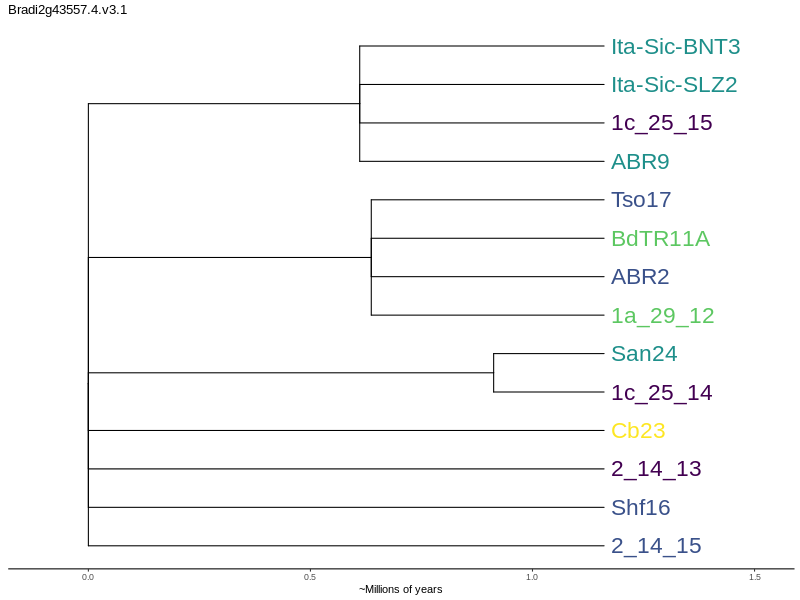 Bradi2g43557.4.v3.1
Ita-Sic-BNT3
Ita-Sic-SLZ2
1c_25_15
ABR9
Tso17
BdTR11A
ABR2
1a_29_12
San24
1c_25_14
Cb23
2_14_13
Shf16
2_14_15
0.0 0.5 1.0 1.5
~Millions of years